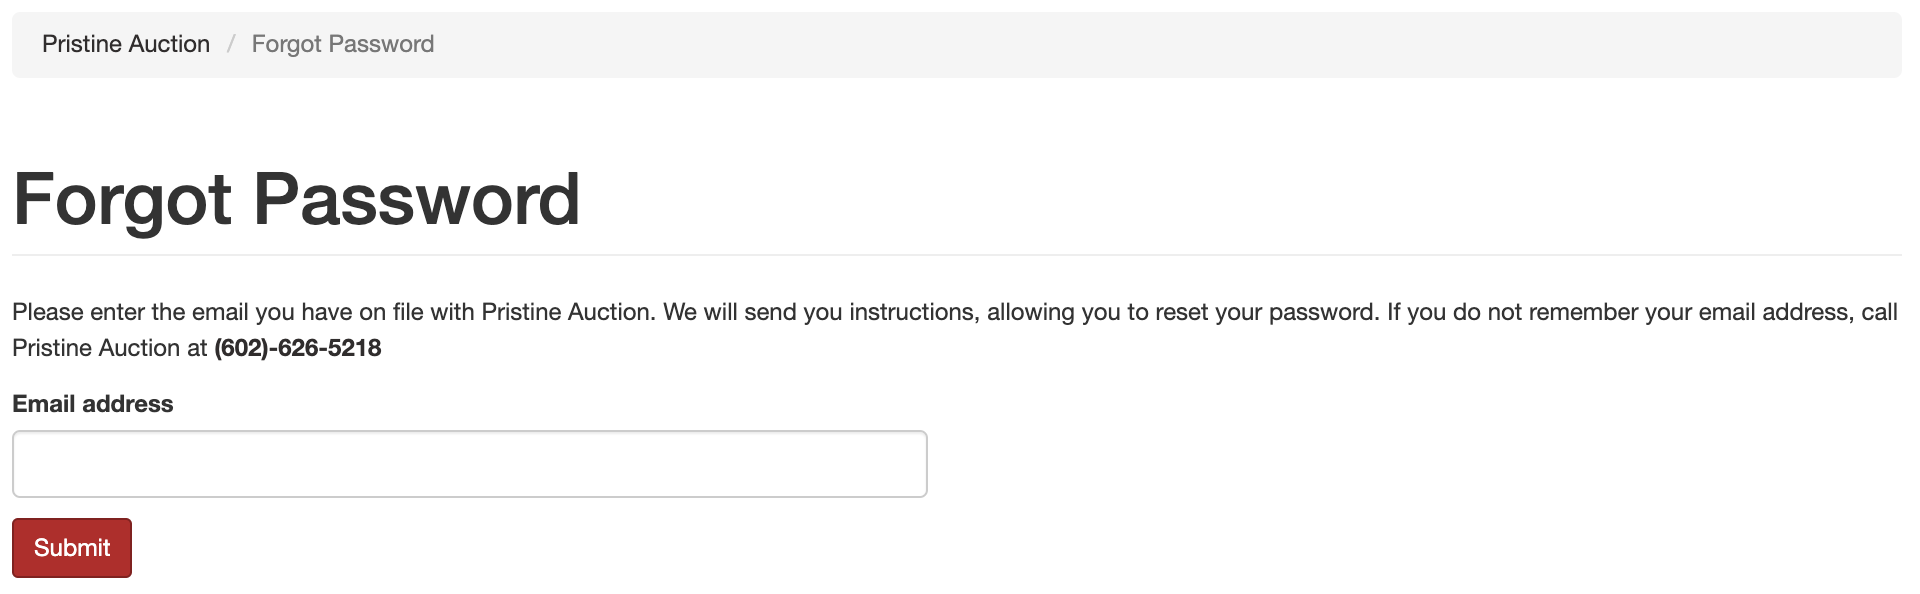 Pristine Auction / Forgot Password
Forgot Password
Please enter the email you have on file with Pristine Auction. We will send you instructions, allowing you to reset your password. If you do not remember your email address, call
Pristine Auction at (602)-626-5218
Email address
Submit